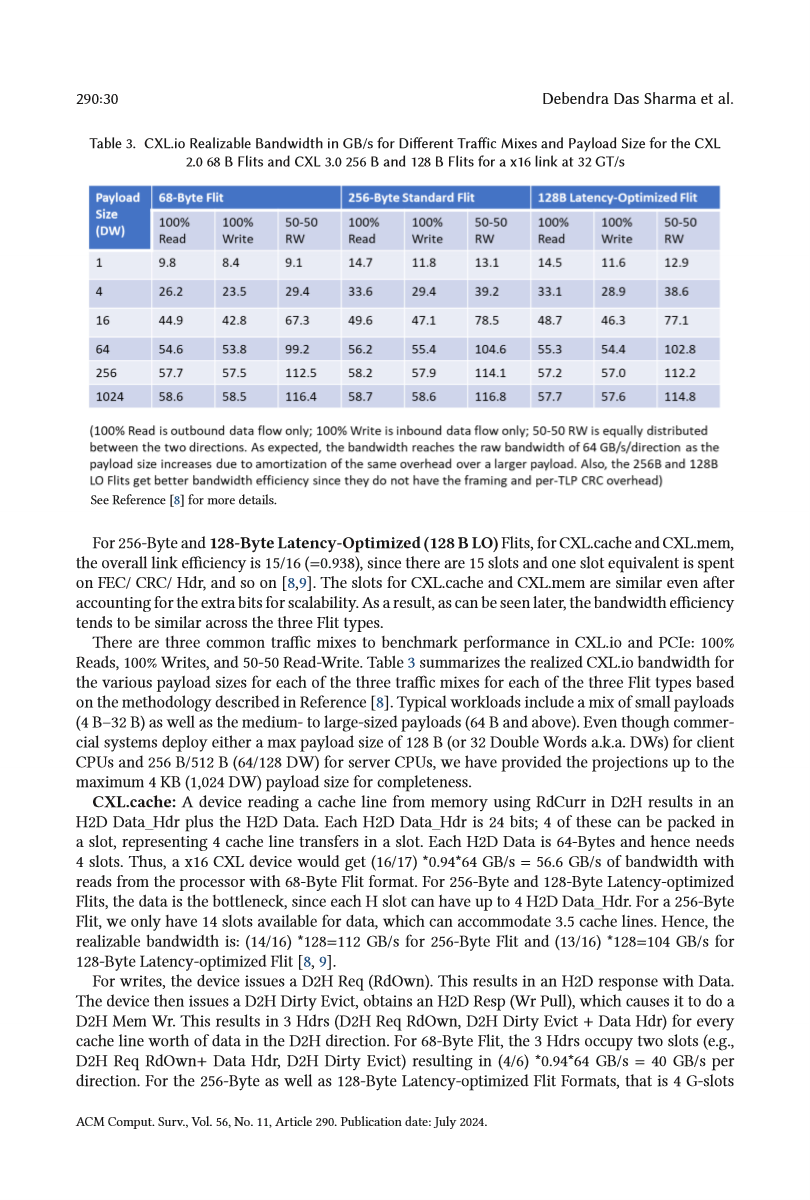 290:30 Debendra Das Sharma et al.
Table 3. CXL.io Realizable Bandwidth in GB/s for Different Traffic Mixes and Payload Size for the CXL
2.0 68 B Flits and CXL 3.0 256 B and 128 B Flits for a x16 link at 32 GT/s
Payload Size (DW) 68-Byte Flit 256-Byte Standard Flit 128B Latency-Optimized Flit
100% Read 100% Write 50-50 RW 100% Read 100% Write 50-50 RW 100% Read 100% Write 50-50 RW
1 9.8 8.4 9.1 14.7 11.8 13.1 14.5 11.6 12.9
4 26.2 23.5 29.4 33.6 29.4 39.2 33.1 28.9 38.6
16 44.9 42.8 67.3 49.6 47.1 78.5 48.7 46.3 77.1
64 54.6 53.8 99.2 56.2 55.4 104.6 55.3 54.4 102.8
256 57.7 57.5 112.5 58.2 57.9 114.1 57.2 57.0 112.2
1024 58.6 58.5 116.4 58.7 58.6 116.8 57.7 57.6 114.8
(100% Read is outbound data flow only; 100% Write is inbound data flow only; 50-50 RW is equally distributed
between the two directions. As expected, the bandwidth reaches the raw bandwidth of 64 GB/s/direction as the
payload size increases due to amortization of the same overhead over a larger payload. Also, the 256B and 128B
LO Flits get better bandwidth efficiency since they do not have the framing and per-TLP CRC overhead)
See Reference [8] for more details.
For 256-Byte and 128-Byte Latency-Optimized (128 B LO) Flits, for CXL.cache and CXL.mem,
the overall link efficiency is 15/16 (=0.938), since there are 15 slots and one slot equivalent is spent
on FEC/ CRC/ Hdr, and so on [8,9]. The slots for CXL.cache and CXL.mem are similar even after
accounting for the extra bits for scalability. As a result, as can be seen later, the bandwidth efficiency
tends to be similar across the three Flit types.
There are three common traffic mixes to benchmark performance in CXL.io and PCIe: 100%
Reads, 100% Writes, and 50-50 Read-Write. Table 3 summarizes the realized CXL.io bandwidth for
the various payload sizes for each of the three traffic mixes for each of the three Flit types based
on the methodology described in Reference [8]. Typical workloads include a mix of small payloads
(4 B–32 B) as well as the medium- to large-sized payloads (64 B and above). Even though commer-
cial systems deploy either a max payload size of 128 B (or 32 Double Words a.k.a. DWs) for client
CPUs and 256 B/512 B (64/128 DW) for server CPUs, we have provided the projections up to the
maximum 4 KB (1,024 DW) payload size for completeness.
CXL.cache: A device reading a cache line from memory using RdCurr in D2H results in an
H2D Data_Hdr plus the H2D Data. Each H2D Data_Hdr is 24 bits; 4 of these can be packed in
a slot, representing 4 cache line transfers in a slot. Each H2D Data is 64-Bytes and hence needs
4 slots. Thus, a x16 CXL device would get (16/17) *0.94*64 GB/s = 56.6 GB/s of bandwidth with
reads from the processor with 68-Byte Flit format. For 256-Byte and 128-Byte Latency-optimized
Flits, the data is the bottleneck, since each H slot can have up to 4 H2D Data_Hdr. For a 256-Byte
Flit, we only have 14 slots available for data, which can accommodate 3.5 cache lines. Hence, the
realizable bandwidth is: (14/16) *128=112 GB/s for 256-Byte Flit and (13/16) *128=104 GB/s for
128-Byte Latency-optimized Flit [8, 9].
For writes, the device issues a D2H Req (RdOwn). This results in an H2D response with Data.
The device then issues a D2H Dirty Evict, obtains an H2D Resp (Wr Pull), which causes it to do a
D2H Mem Wr. This results in 3 Hdrs (D2H Req RdOwn, D2H Dirty Evict + Data Hdr) for every
cache line worth of data in the D2H direction. For 68-Byte Flit, the 3 Hdrs occupy two slots (e.g.,
D2H Req RdOwn+ Data Hdr, D2H Dirty Evict) resulting in (4/6) *0.94*64 GB/s = 40 GB/s per
direction. For the 256-Byte as well as 128-Byte Latency-optimized Flit Formats, that is 4 G-slots
ACM Comput. Surv., Vol. 56, No. 11, Article 290. Publication date: July 2024.